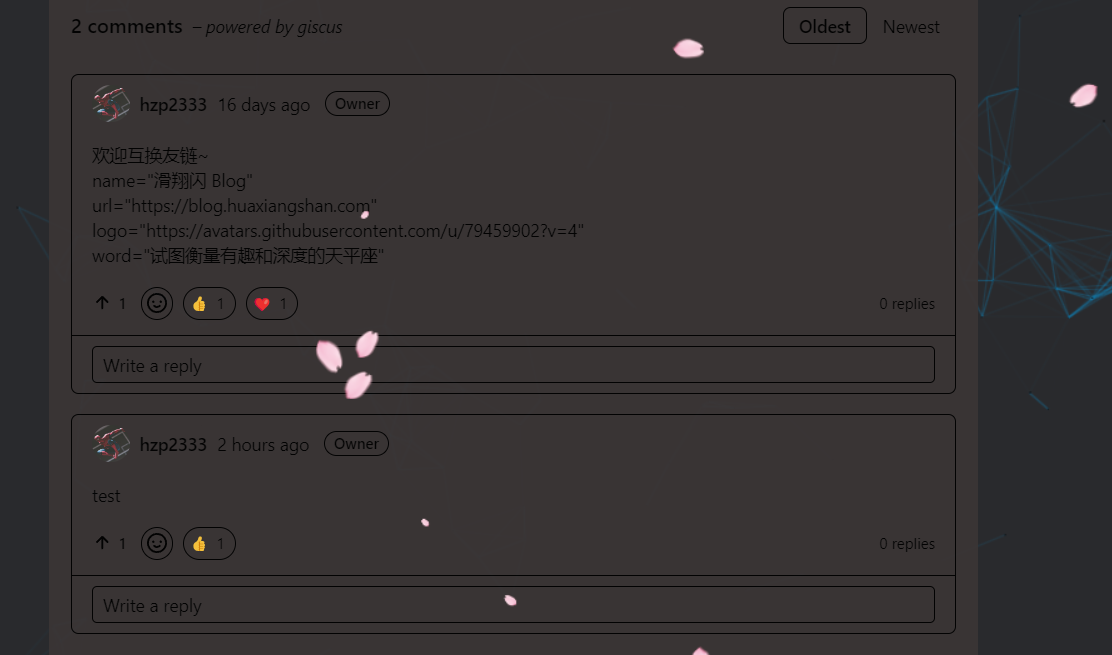 2 comments – powered by giscus Oldest Newest
hzp2333 16 days ago Owner
欢迎互换友链~
name="滑翔闪 Blog"
url="https://blog.huaxiangshan.com"
logo="https://avatars.githubusercontent.com/u/79459902?v=4"
word="试图衡量有趣和深度的天平座"
1 1 1 0 replies
Write a reply
hzp2333 2 hours ago Owner
test
1 1 0 replies
Write a reply